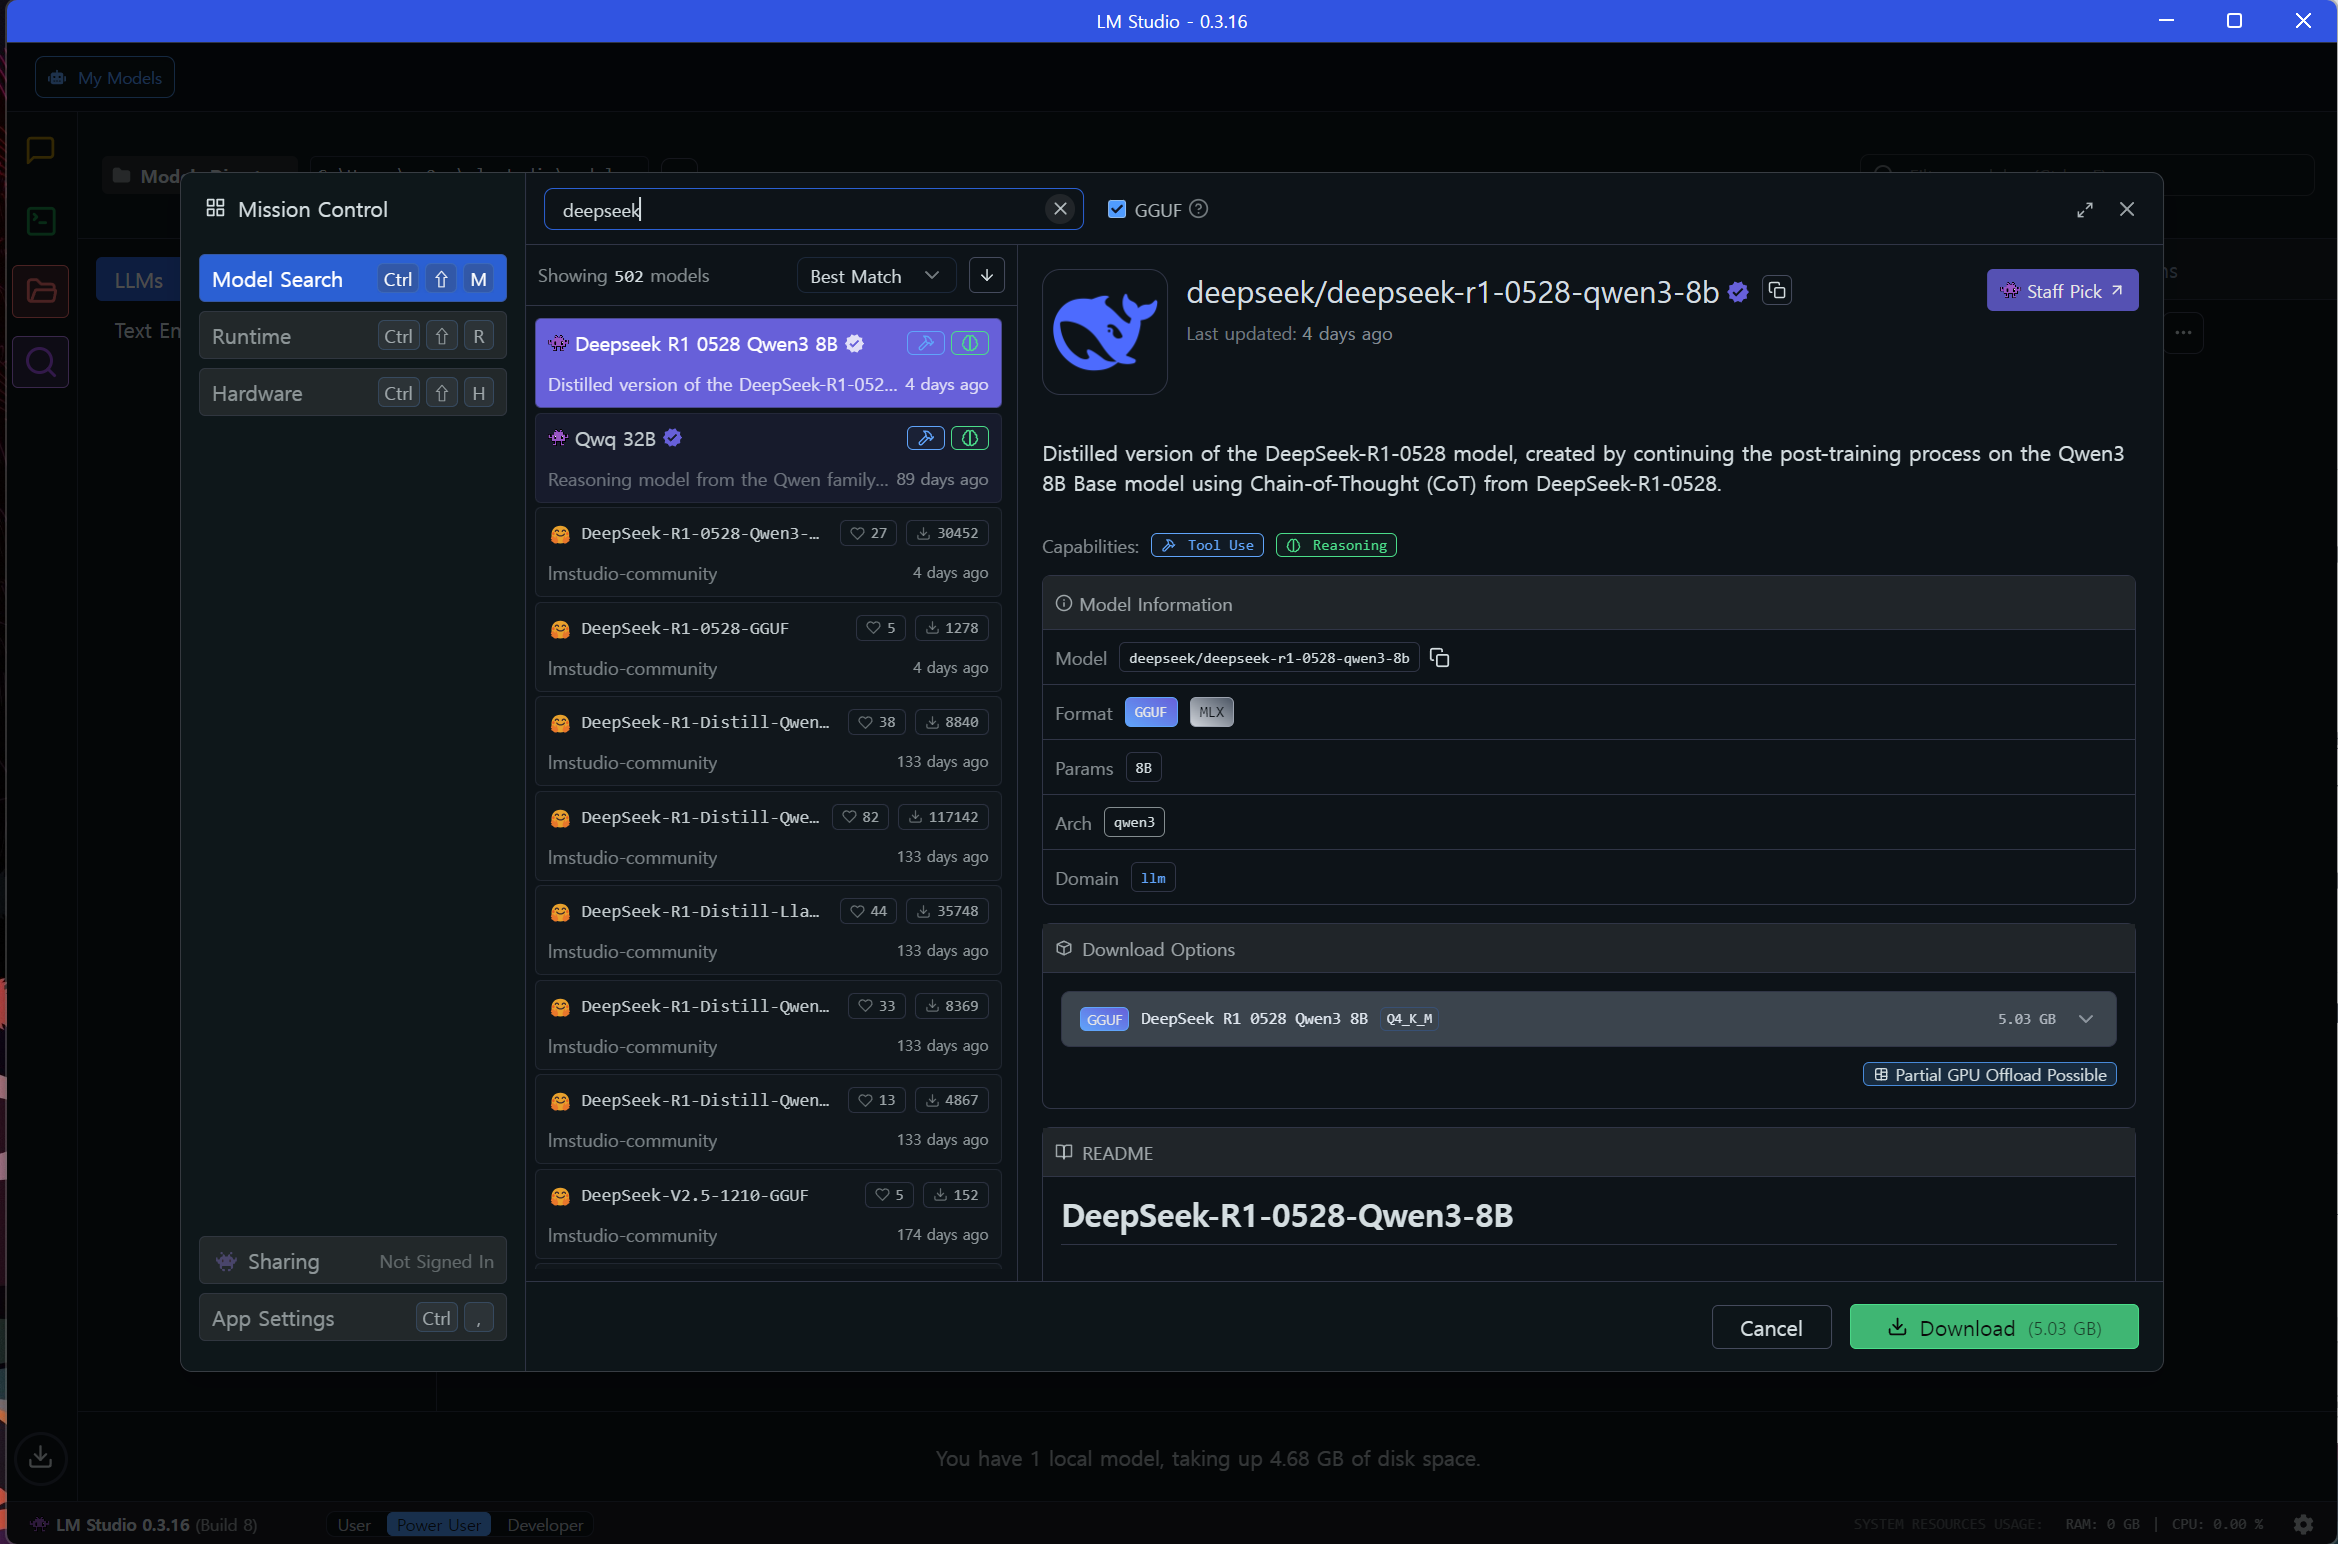 LM Studio - 0.3.16
My Models
Mission Control
deepseek
GGUF
LLMs
Text En
Model Search Ctrl ⇧ M
Runtime Ctrl ⇧ R
Hardware Ctrl ⇧ H
Showing 502 models
Best Match
Deepseek R1 0528 Qwen3 8B
Distilled version of the DeepSeek-R1-052... 4 days ago
Qwq 32B
Reasoning model from the Qwen family... 89 days ago
DeepSeek-R1-0528-Qwen3-... 27 30452
lmstudio-community 4 days ago
DeepSeek-R1-0528-GGUF 5 1278
lmstudio-community 4 days ago
DeepSeek-R1-Distill-Qwen... 38 8840
lmstudio-community 133 days ago
DeepSeek-R1-Distill-Qwe... 82 117142
lmstudio-community 133 days ago
DeepSeek-R1-Distill-Lla... 44 35748
lmstudio-community 133 days ago
DeepSeek-R1-Distill-Qwen... 33 8369
lmstudio-community 133 days ago
DeepSeek-R1-Distill-Qwen... 13 4867
lmstudio-community 133 days ago
DeepSeek-V2.5-1210-GGUF 5 152
lmstudio-community 174 days ago
deepseek/deepseek-r1-0528-qwen3-8b
Staff Pick
Last updated: 4 days ago
Distilled version of the DeepSeek-R1-0528 model, created by continuing the post-training process on the Qwen3
8B Base model using Chain-of-Thought (CoT) from DeepSeek-R1-0528.
Capabilities: Tool Use Reasoning
Model Information
Model deepseek/deepseek-r1-0528-qwen3-8b
Format GGUF MLX
Params 8B
Arch qwen3
Domain llm
Download Options
GGUF DeepSeek R1 0528 Qwen3 8B Q4_K_M 5.03 GB
Partial GPU Offload Possible
README
DeepSeek-R1-0528-Qwen3-8B
Sharing Not Signed In
App Settings Ctrl ,
Cancel
Download (5.03 GB)
You have 1 local model, taking up 4.68 GB of disk space.
LM Studio 0.3.16 (Build 8)
User Power User Developer
SYSTEM RESOURCES USAGE: RAM: 0 GB | CPU: 0.00 %